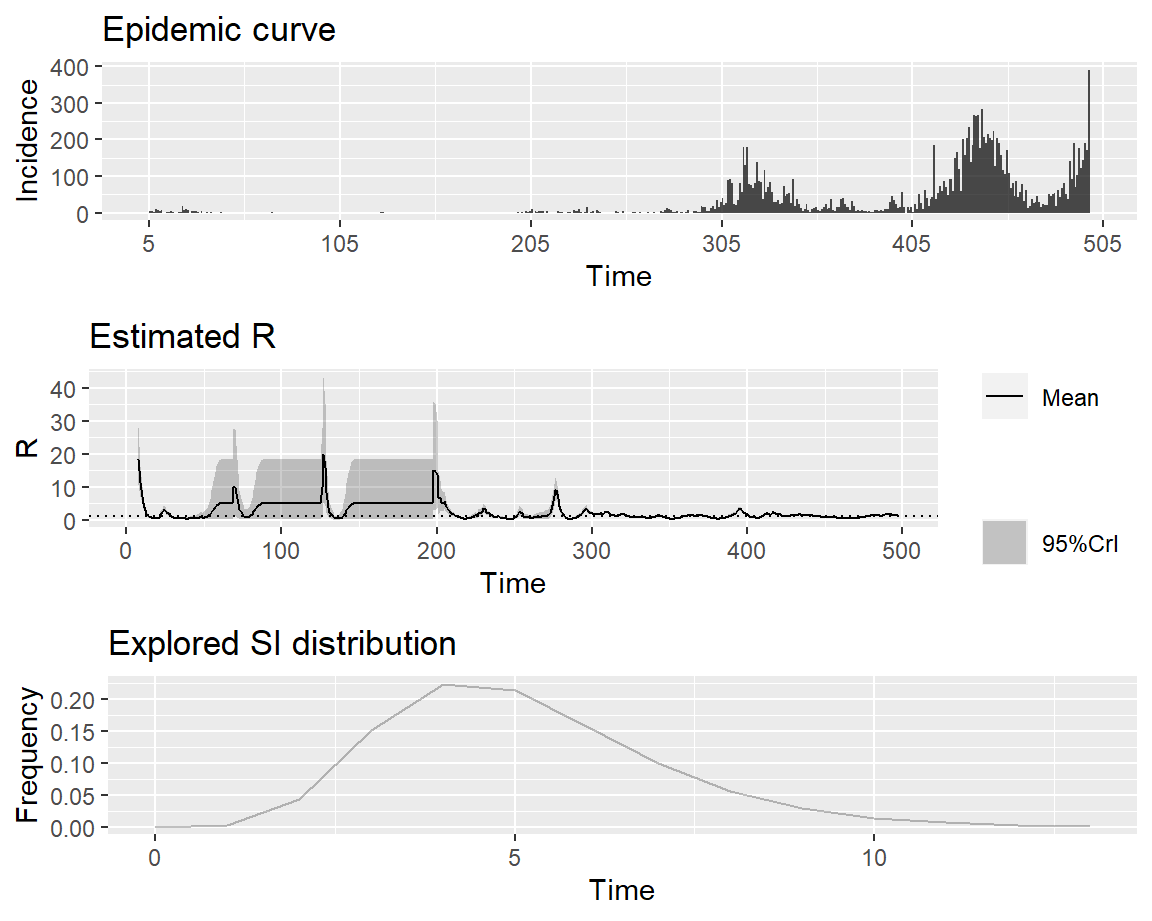 Epidemic curve
400
300
200
100
0
Incidence
5 105 205 305 405 505
Time
Estimated R
40
30
20
10
0
R
0 100 200 300 400 500
Time
Mean
95%CrI
Explored SI distribution
0.20
0.15
0.10
0.05
0.00
Frequency
0 5 10
Time